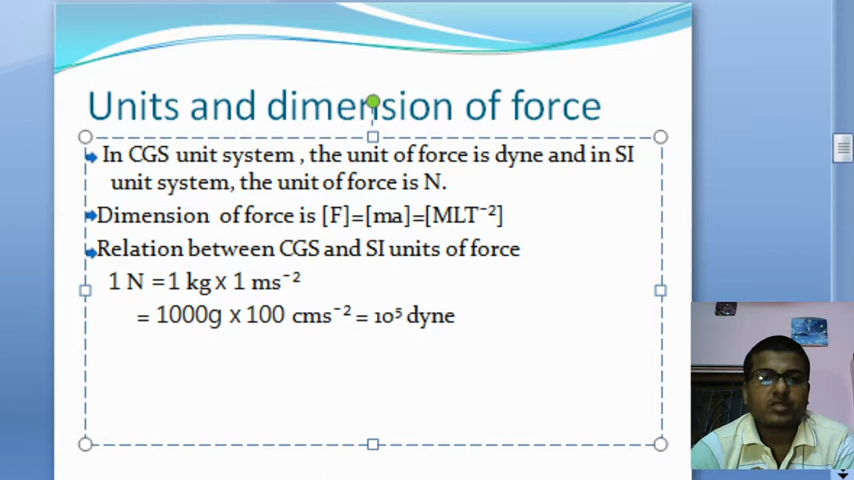 Units and dimension of force
In CGS unit system , the unit of force is dyne and in SI
unit system, the unit of force is N.
Dimension of force is [F]=[ma]=[MLT⁻²]
Relation between CGS and SI units of force
1 N =1 kg x 1 ms⁻²
= 1000g x 100 cms⁻² = 10⁵ dyne